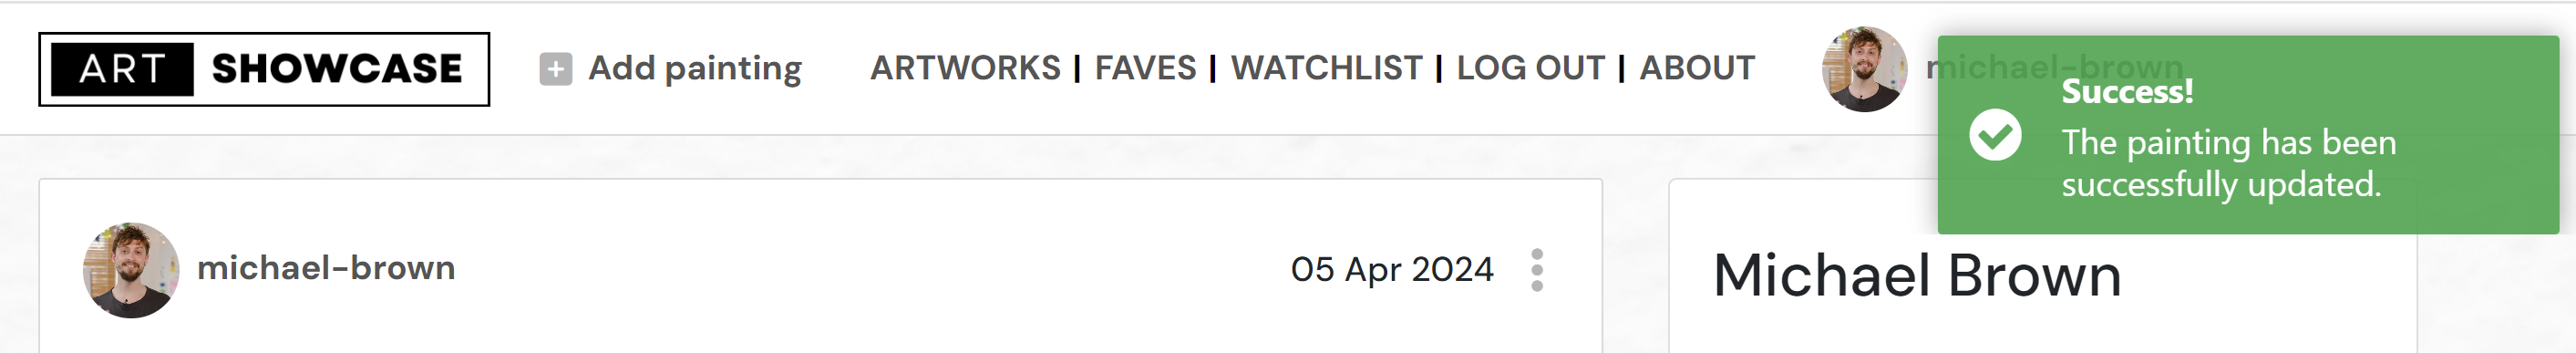 ART SHOWCASE
Add painting
ARTWORKS | FAVES | WATCHLIST | LOG OUT | ABOUT
michael-brown
Success!
The painting has been
successfully updated.
michael-brown
05 Apr 2024
Michael Brown